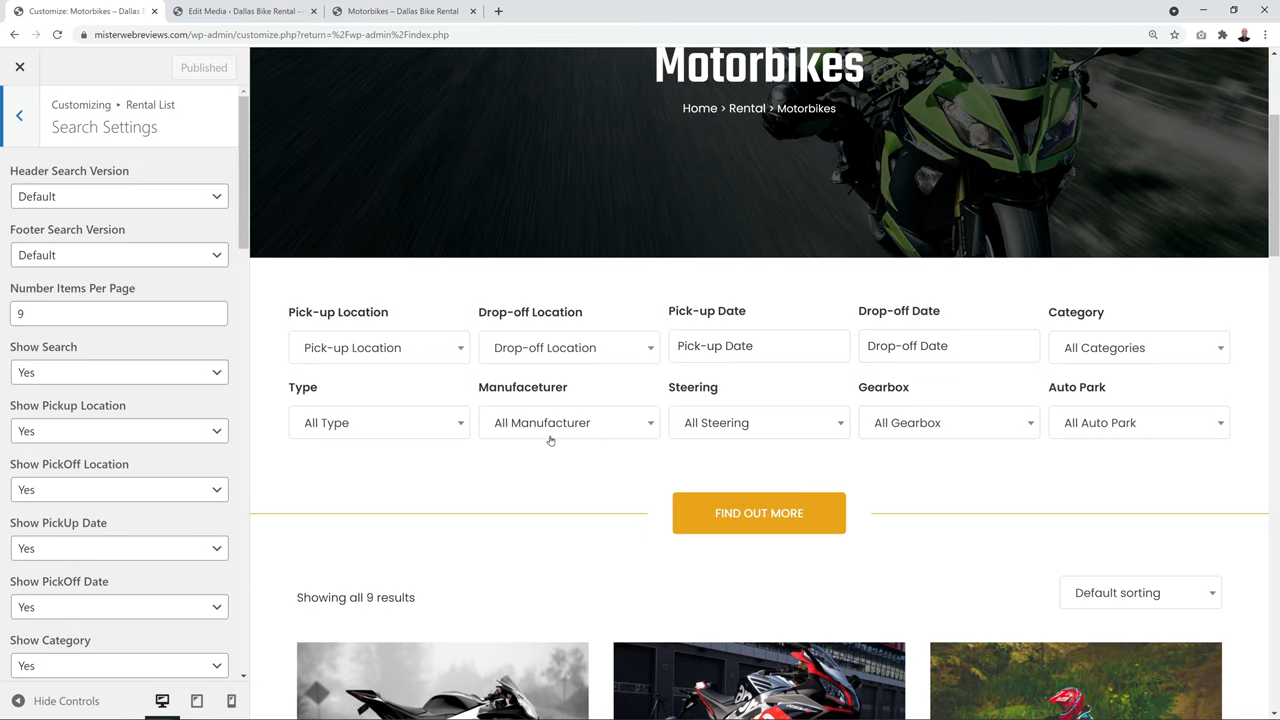 Customize: Motorbikes – Dallas B
Edit Media ‹ Dallas Bike Rental —
Motorbikes – Dallas Bike Rental
misterwebreviews.com/wp-admin/customize.php?return=%2Fwp-admin%2Findex.php
Published
Customizing ▸ Rental List
Search Settings
Header Search Version
Default
Footer Search Version
Default
Number Items Per Page
9
Show Search
Yes
Show Pickup Location
Yes
Show PickOff Location
Yes
Show PickUp Date
Yes
Show PickOff Date
Yes
Show Category
Yes
Hide Controls
Motorbikes
Home > Rental > Motorbikes
Pick-up Location Drop-off Location Pick-up Date Drop-off Date Category
Pick-up Location Drop-off Location Pick-up Date Drop-off Date All Categories
Type Manufaceturer Steering Gearbox Auto Park
All Type All Manufacturer All Steering All Gearbox All Auto Park
FIND OUT MORE
Showing all 9 results
Default sorting